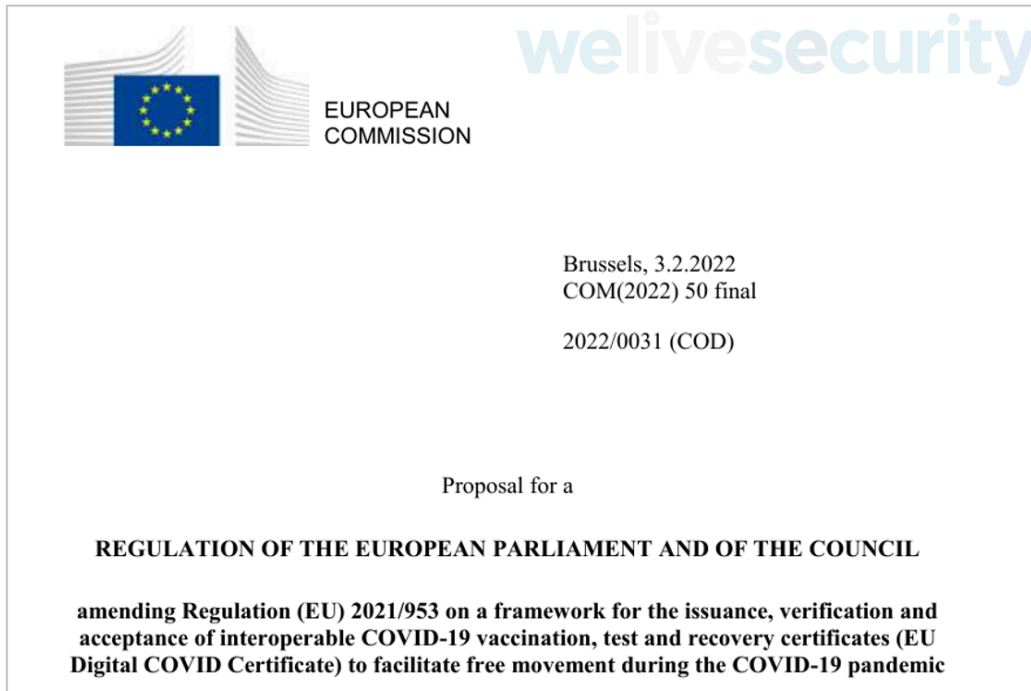 welivesecurity
EUROPEAN
COMMISSION
Brussels, 3.2.2022
COM(2022) 50 final
2022/0031 (COD)
Proposal for a
REGULATION OF THE EUROPEAN PARLIAMENT AND OF THE COUNCIL
amending Regulation (EU) 2021/953 on a framework for the issuance, verification and
acceptance of interoperable COVID-19 vaccination, test and recovery certificates (EU
Digital COVID Certificate) to facilitate free movement during the COVID-19 pandemic